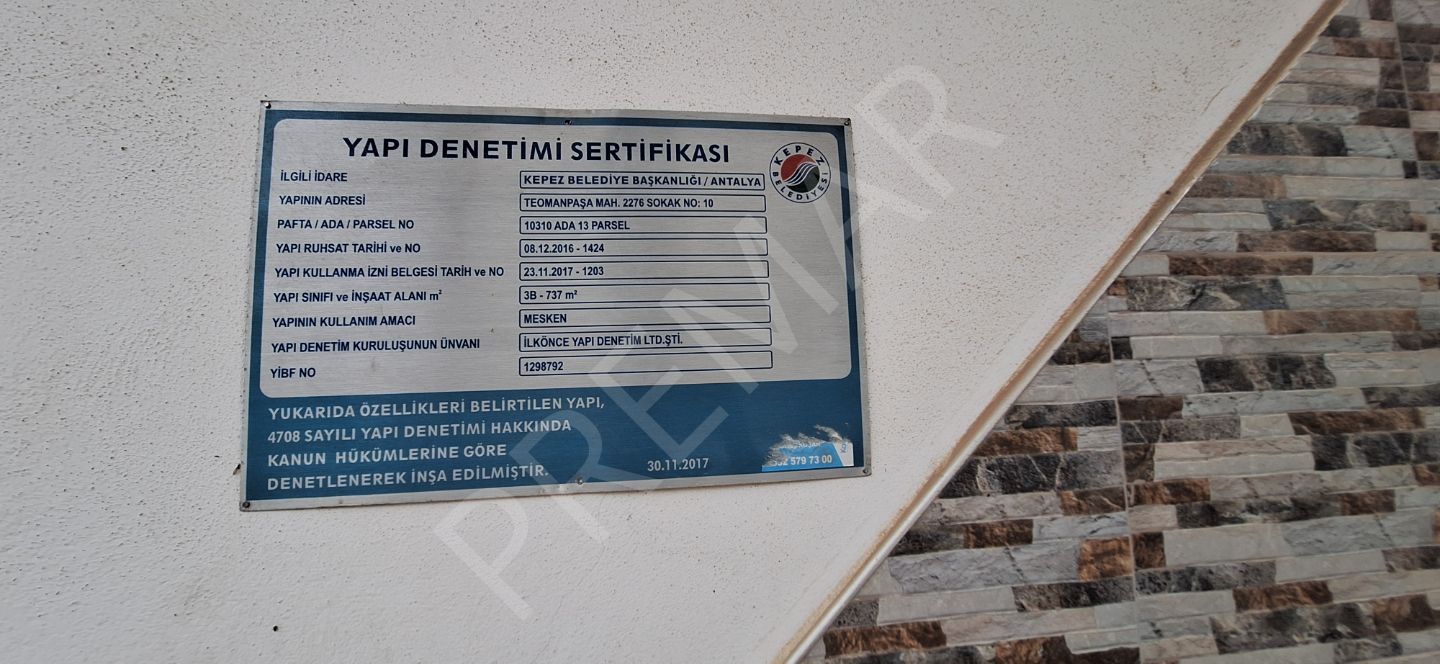 YAPI DENETİMİ SERTİFİKASI
KEPEZ BELEDİYESİ
İLGİLİ İDARE KEPEZ BELEDİYE BAŞKANLIĞI / ANTALYA
YAPININ ADRESİ TEOMANPAŞA MAH. 2276 SOKAK NO: 10
PAFTA / ADA / PARSEL NO 10310 ADA 13 PARSEL
YAPI RUHSAT TARİHİ ve NO 08.12.2016 - 1424
YAPI KULLANMA İZNİ BELGESİ TARİH ve NO 23.11.2017 - 1203
YAPI SINIFI ve İNŞAAT ALANI m² 3B - 737 m²
YAPININ KULLANIM AMACI MESKEN
YAPI DENETİM KURULUŞUNUN ÜNVANI İLKÖNCE YAPI DENETİM LTD.ŞTİ.
YİBF NO 1298792
YUKARIDA ÖZELLİKLERİ BELİRTİLEN YAPI,
4708 SAYILI YAPI DENETİMİ HAKKINDA
KANUN HÜKÜMLERİNE GÖRE
DENETLENEREK İNŞA EDİLMİŞTİR.
30.11.2017
579 73 00
PREMAR